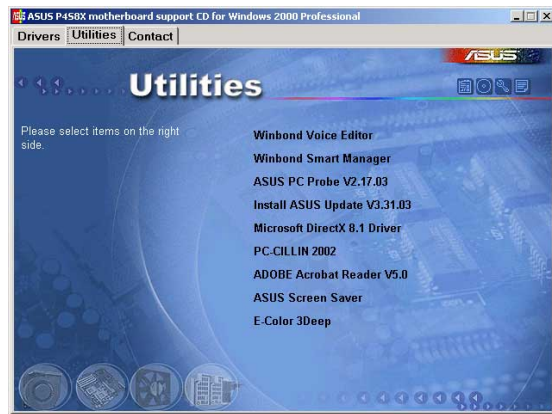 ASUS P4S8X motherboard support CD for Windows 2000 Professional
Drivers Utilities Contact
ASUS
Utilities
Please select items on the right
side.
Winbond Voice Editor
Winbond Smart Manager
ASUS PC Probe V2.17.03
Install ASUS Update V3.31.03
Microsoft DirectX 8.1 Driver
PC-CILLIN 2002
ADOBE Acrobat Reader V5.0
ASUS Screen Saver
E-Color 3Deep